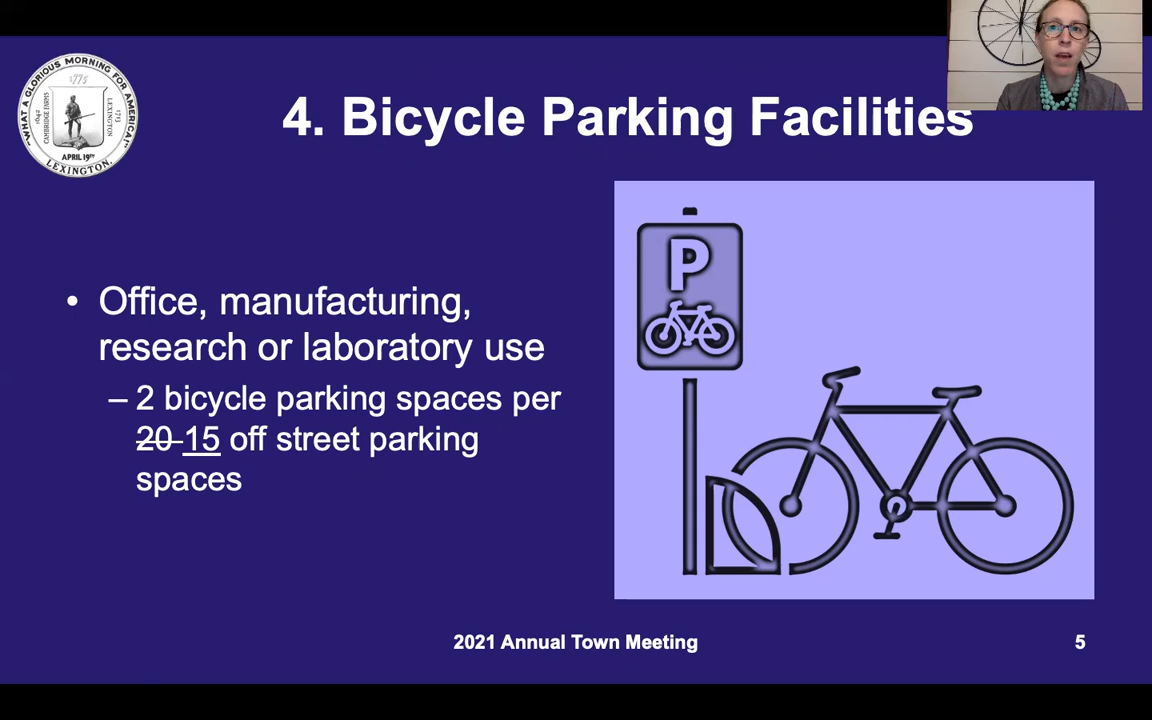 "WHAT A GLORIOUS MORNING FOR AMERICA!"
1775
1642
CAMBRIDGE FARMS
1713
LEXINGTON
APRIL 19TH
LEXINGTON.
4. Bicycle Parking Facilities
• Office, manufacturing,
research or laboratory use
– 2 bicycle parking spaces per
20 15 off street parking
spaces
P
2021 Annual Town Meeting
5